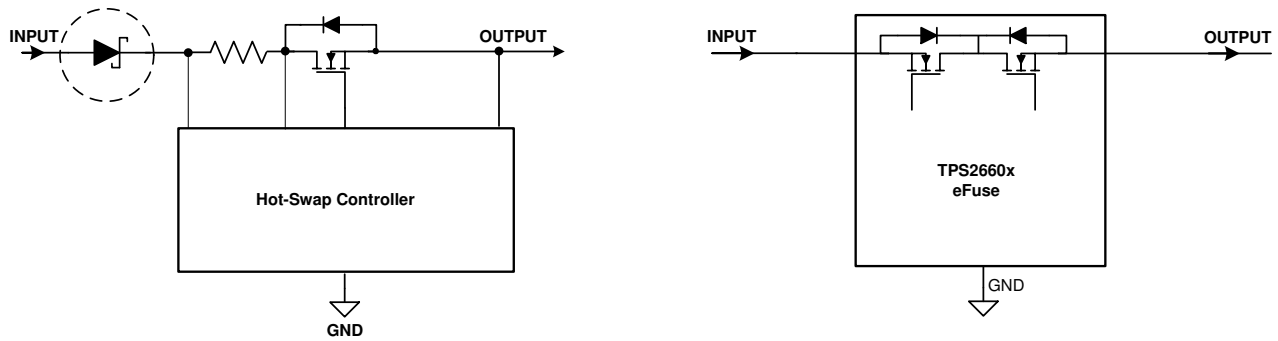 INPUT
OUTPUT
Hot-Swap Controller
GND
INPUT
OUTPUT
TPS2660x
eFuse
GND